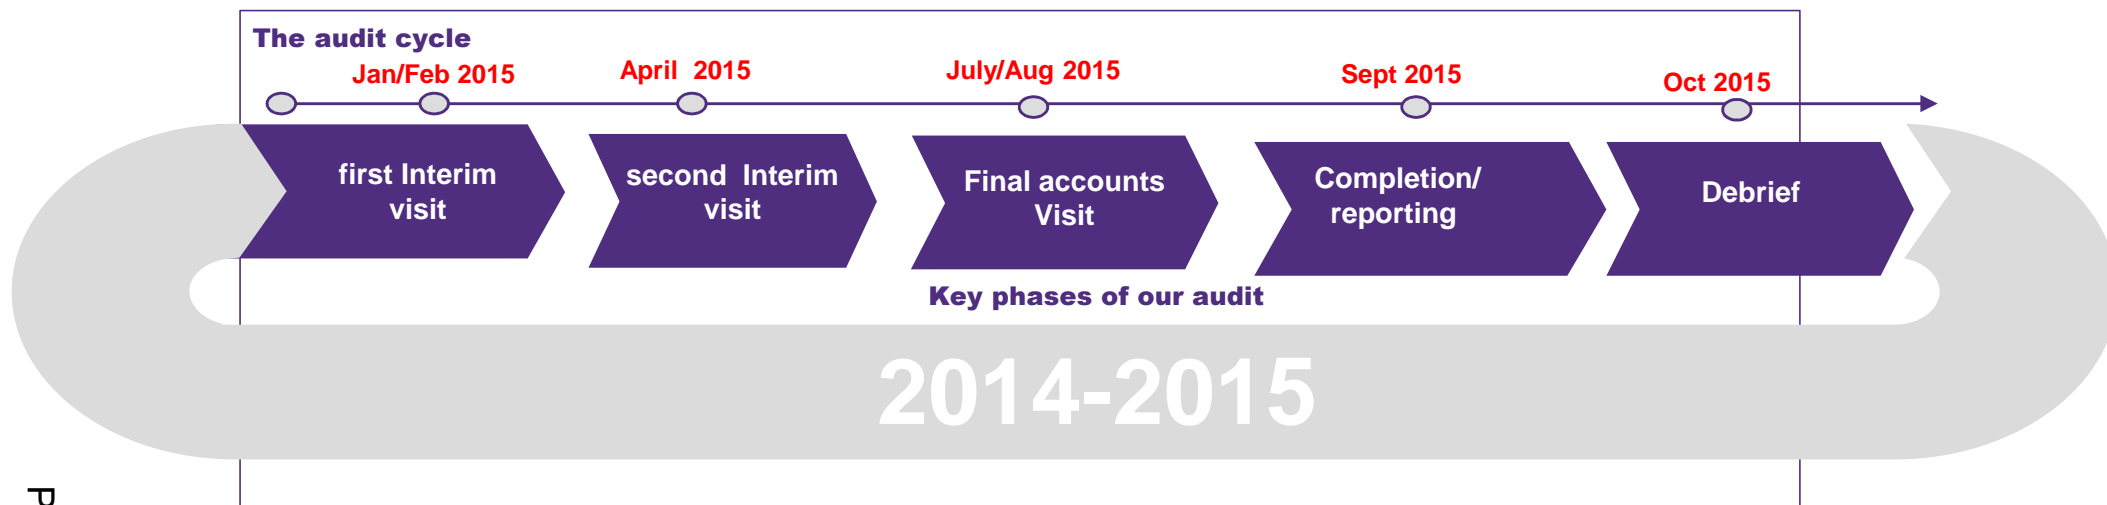 The audit cycle
Jan/Feb 2015
April 2015
July/Aug 2015
Sept 2015
Oct 2015
first Interim
visit
second Interim
visit
Final accounts
Visit
Completion/
reporting
Debrief
Key phases of our audit
2014-2015
P